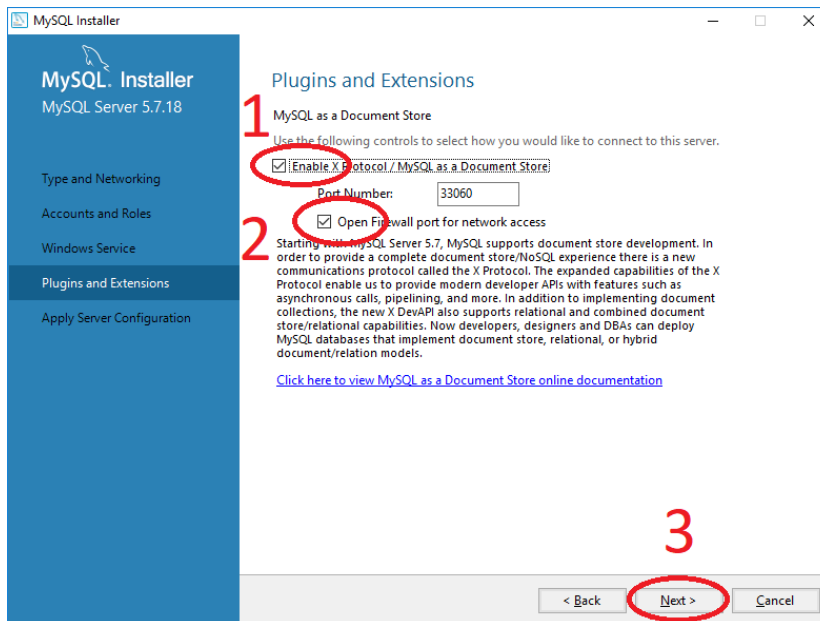 MySQL Installer
MySQL. Installer
MySQL Server 5.7.18
Type and Networking
Accounts and Roles
Windows Service
Plugins and Extensions
Apply Server Configuration
Plugins and Extensions
1
MySQL as a Document Store
Use the following controls to select how you would like to connect to this server.
Enable X Protocol / MySQL as a Document Store
Port Number: 33060
2
Open Firewall port for network access
Starting with MySQL Server 5.7, MySQL supports document store development. In
order to provide a complete document store/NoSQL experience there is a new
communications protocol called the X Protocol. The expanded capabilities of the X
Protocol enable us to provide modern developer APIs with features such as
asynchronous calls, pipelining, and more. In addition to implementing document
collections, the new X DevAPI also supports relational and combined document
store/relational capabilities. Now developers, designers and DBAs can deploy
MySQL databases that implement document store, relational, or hybrid
document/relation models.
Click here to view MySQL as a Document Store online documentation
3
< Back Next > Cancel